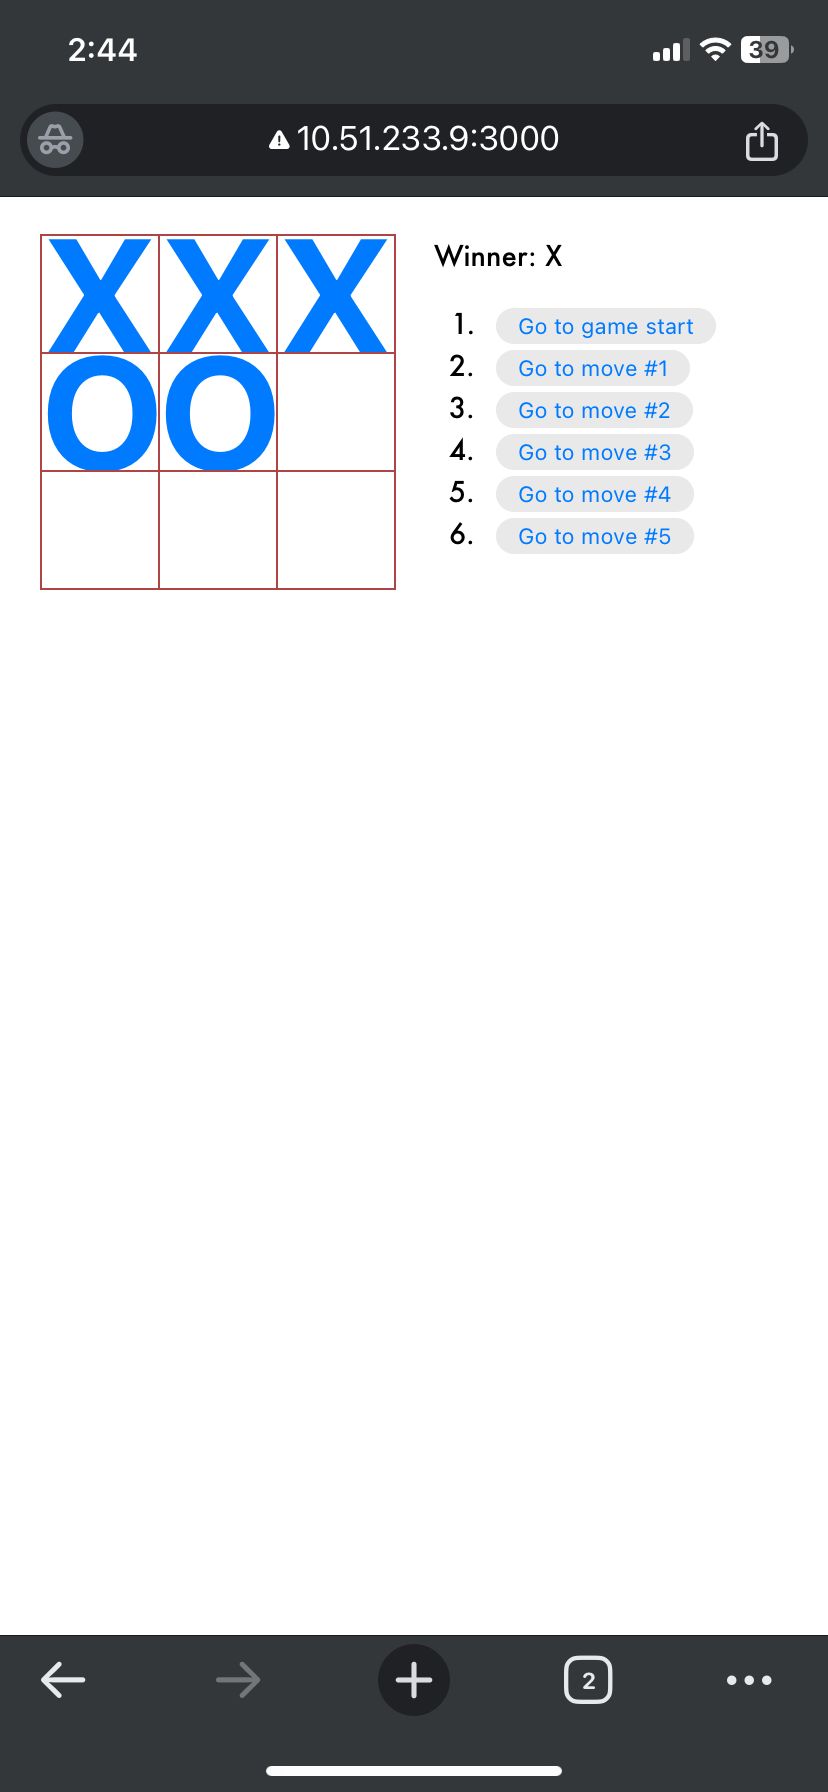 2:44
39
10.51.233.9:3000
X X X
O O
Winner: X
1. Go to game start
2. Go to move #1
3. Go to move #2
4. Go to move #3
5. Go to move #4
6. Go to move #5
2